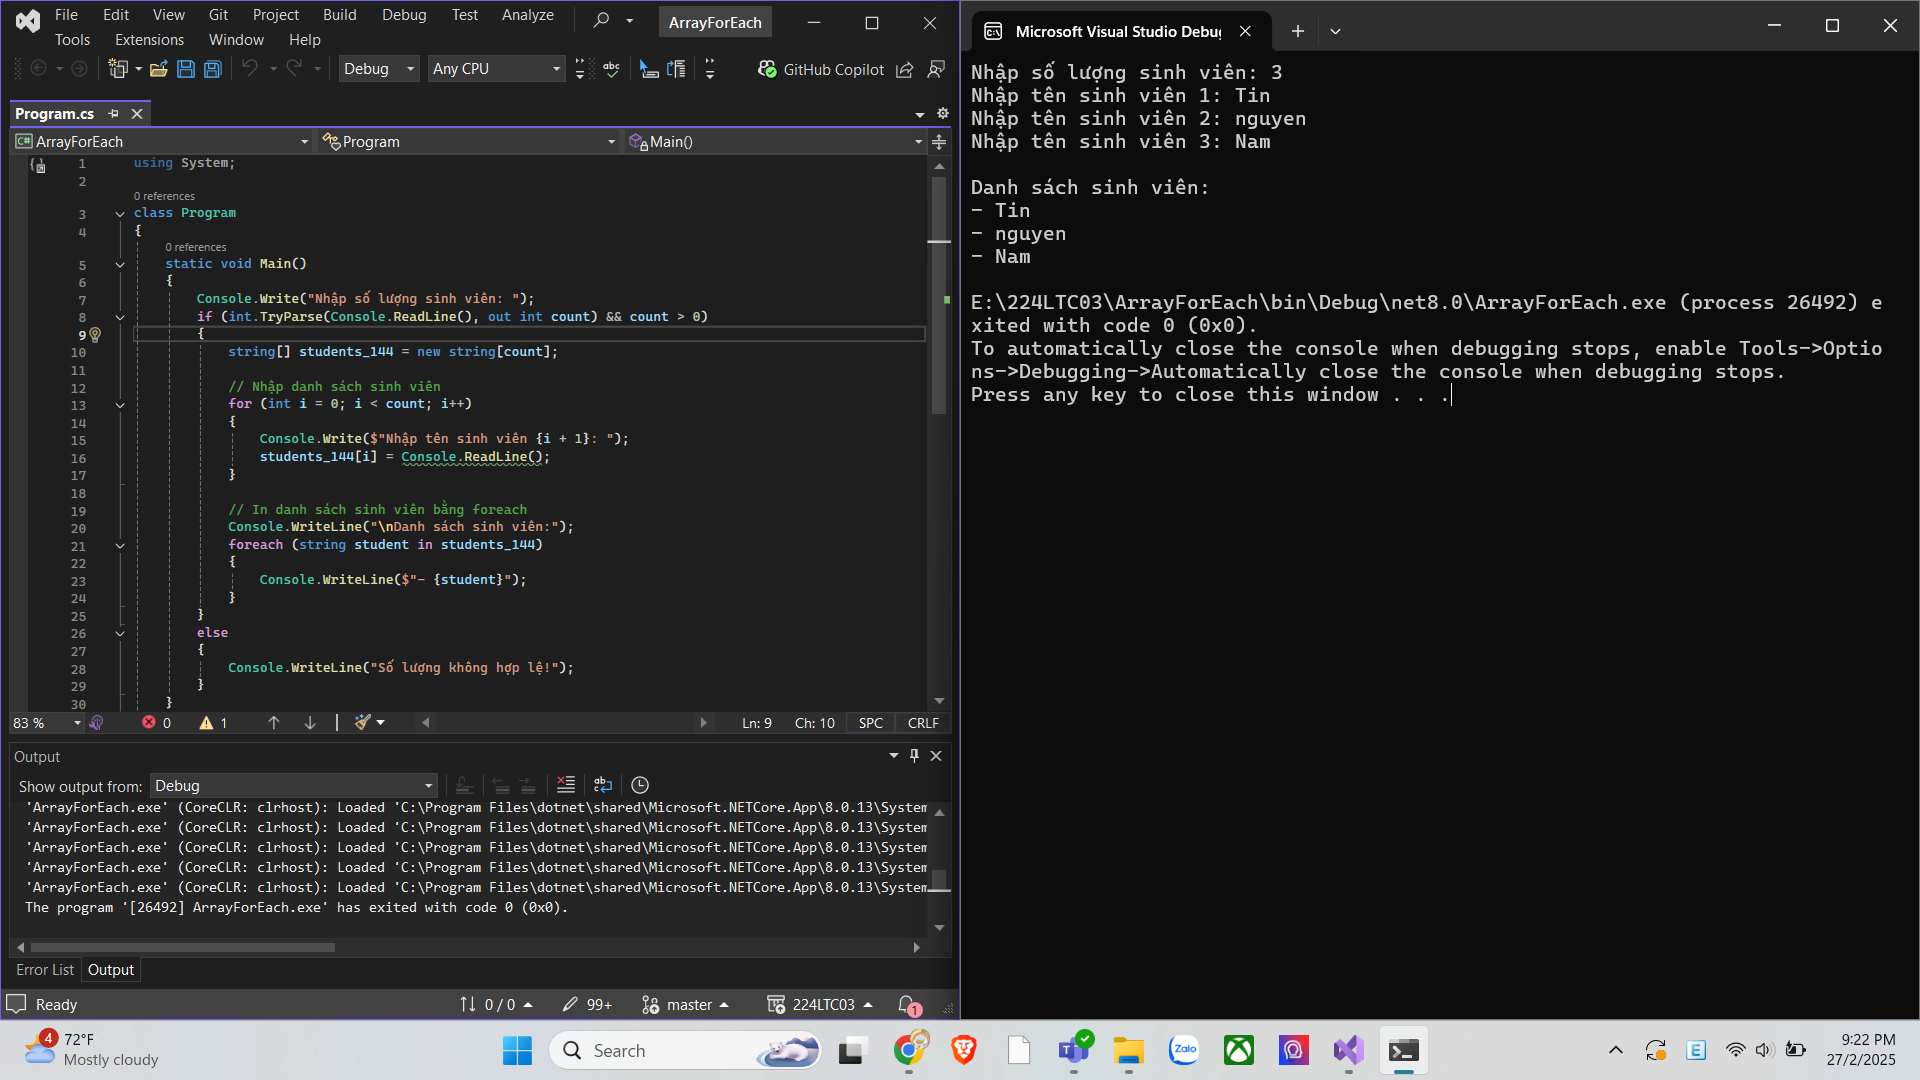 File Edit View Git Project Build Debug Test Analyze ArrayForEach
Tools Extensions Window Help
Debug Any CPU GitHub Copilot
Program.cs
ArrayForEach Program Main()
1 using System;
2
0 references
3 class Program
4 {
0 references
5 static void Main()
6 {
7 Console.Write("Nhập số lượng sinh viên: ");
8 if (int.TryParse(Console.ReadLine(), out int count) && count > 0)
9 {
10 string[] students_144 = new string[count];
11
12 // Nhập danh sách sinh viên
13 for (int i = 0; i < count; i++)
14 {
15 Console.Write($"Nhập tên sinh viên {i + 1}: ");
16 students_144[i] = Console.ReadLine();
17 }
18
19 // In danh sách sinh viên bằng foreach
20 Console.WriteLine("\nDanh sách sinh viên:");
21 foreach (string student in students_144)
22 {
23 Console.WriteLine($"- {student}");
24 }
25 }
26 else
27 {
28 Console.WriteLine("Số lượng không hợp lệ!");
29 }
30 }
83 % 0 1 Ln: 9 Ch: 10 SPC CRLF
Output
Show output from: Debug
'ArrayForEach.exe' (CoreCLR: clrhost): Loaded 'C:\Program Files\dotnet\shared\Microsoft.NETCore.App\8.0.13\System
'ArrayForEach.exe' (CoreCLR: clrhost): Loaded 'C:\Program Files\dotnet\shared\Microsoft.NETCore.App\8.0.13\System
'ArrayForEach.exe' (CoreCLR: clrhost): Loaded 'C:\Program Files\dotnet\shared\Microsoft.NETCore.App\8.0.13\System
'ArrayForEach.exe' (CoreCLR: clrhost): Loaded 'C:\Program Files\dotnet\shared\Microsoft.NETCore.App\8.0.13\System
'ArrayForEach.exe' (CoreCLR: clrhost): Loaded 'C:\Program Files\dotnet\shared\Microsoft.NETCore.App\8.0.13\System
The program '[26492] ArrayForEach.exe' has exited with code 0 (0x0).
Error List Output
Ready 0 / 0 99+ master 224LTC03 1
Microsoft Visual Studio Debug
Nhập số lượng sinh viên: 3
Nhập tên sinh viên 1: Tin
Nhập tên sinh viên 2: nguyen
Nhập tên sinh viên 3: Nam
Danh sách sinh viên:
- Tin
- nguyen
- Nam
E:\224LTC03\ArrayForEach\bin\Debug\net8.0\ArrayForEach.exe (process 26492) e
xited with code 0 (0x0).
To automatically close the console when debugging stops, enable Tools->Optio
ns->Debugging->Automatically close the console when debugging stops.
Press any key to close this window . . .
4 72°F
Mostly cloudy
Search
Zalo
9:22 PM
27/2/2025